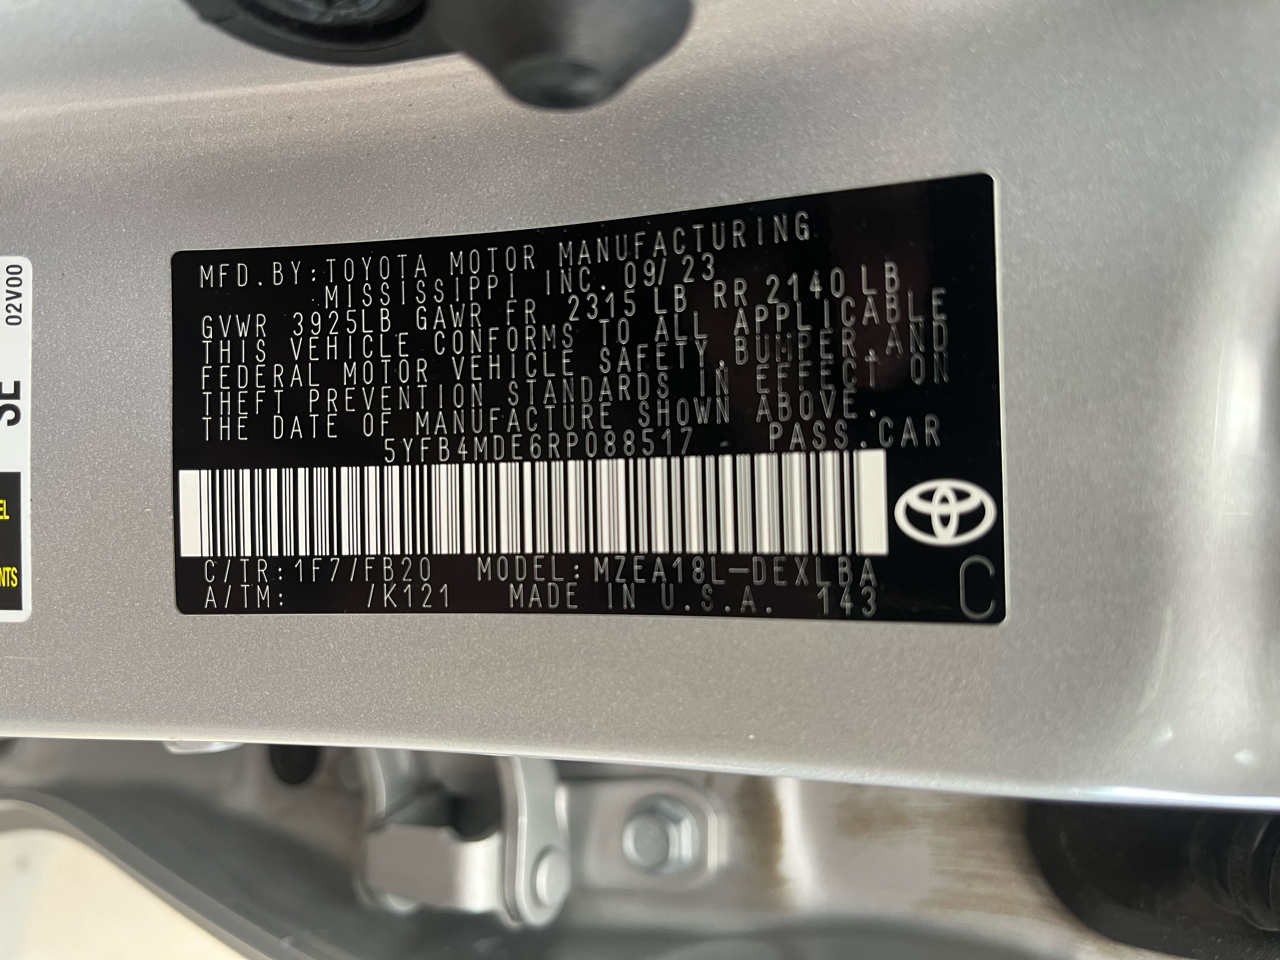 MFD.BY:TOYOTA MOTOR MANUFACTURING
MISSISSIPPI INC. 09/23
GVWR 3925LB GAWR FR 2315 LB RR 2140 LB
THIS VEHICLE CONFORMS TO ALL APPLICABLE
FEDERAL MOTOR VEHICLE SAFETY,BUMPER,AND
THEFT PREVENTION STANDARDS IN EFFECT ON
THE DATE OF MANUFACTURE SHOWN ABOVE.
5YFB4MDE6RP088517 - PASS.CAR
C/TR:1F7/FB20 MODEL:MZEA18L-DEXLBA
A/TM: /K121 MADE IN U.S.A. 143
C
02V00
SE
EL
NTS